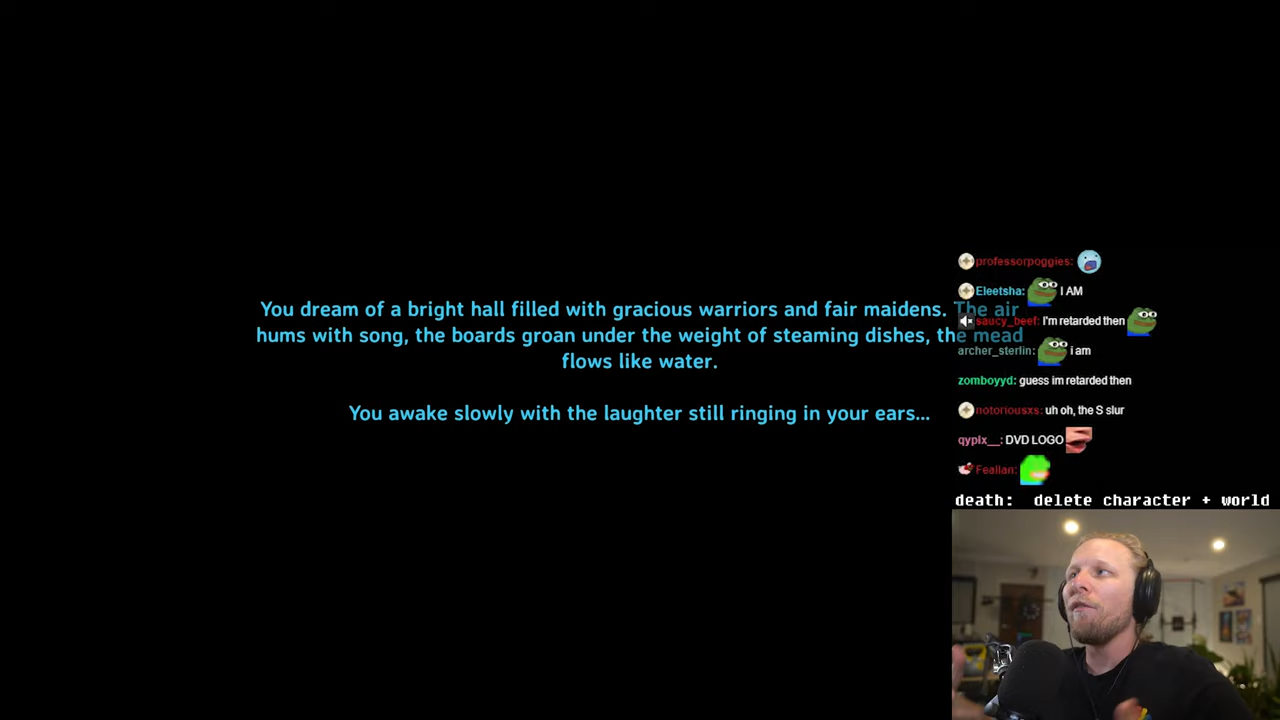 You dream of a bright hall filled with gracious warriors and fair maidens. The air
hums with song, the boards groan under the weight of steaming dishes, the mead
flows like water.
You awake slowly with the laughter still ringing in your ears...
professorpoggies:
Eleetsha: I AM
saucy_beef: I'm retarded then
archer_sterlin: i am
zomboyyd: guess im retarded then
notoriousxs: uh oh, the S slur
qyplx__: DVD LOGO
Feallan:
death: delete character + world